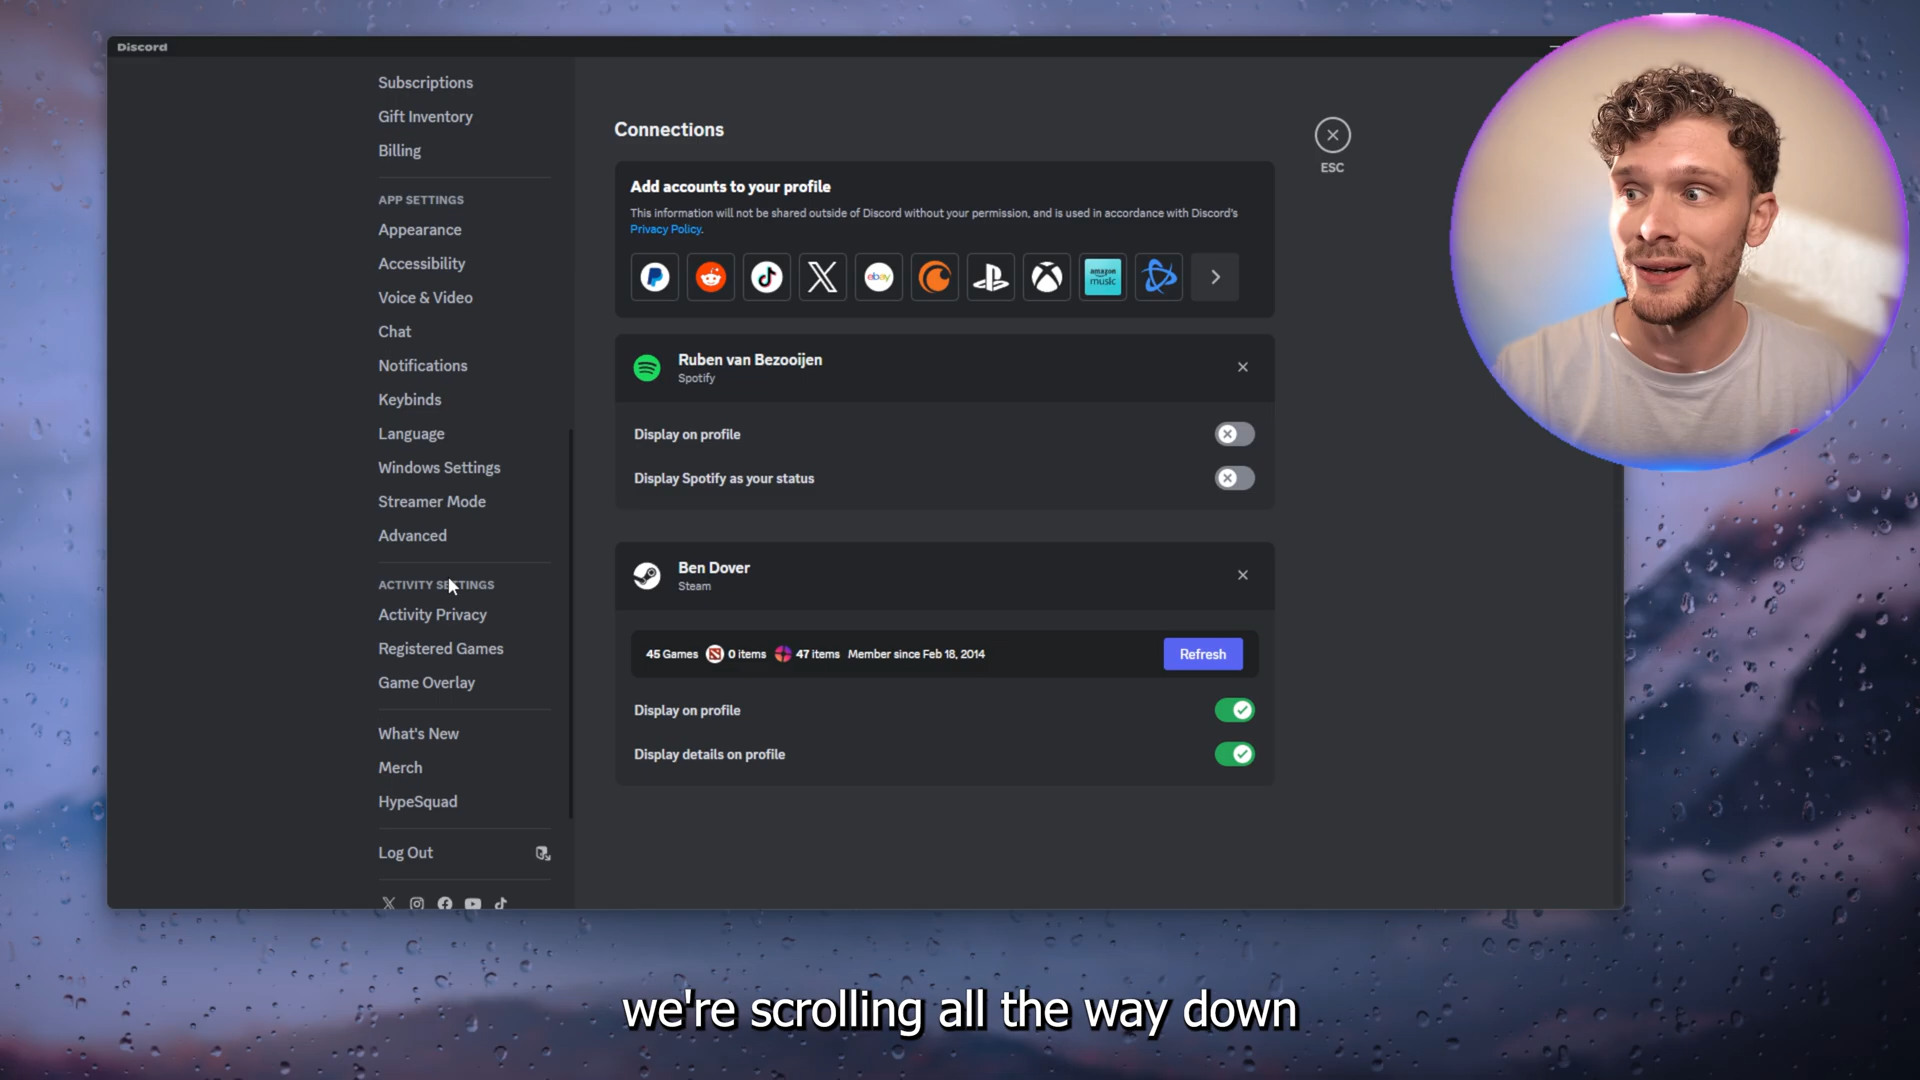 Discord
Subscriptions
Gift Inventory
Billing
APP SETTINGS
Appearance
Accessibility
Voice & Video
Chat
Notifications
Keybinds
Language
Windows Settings
Streamer Mode
Advanced
ACTIVITY SETTINGS
Activity Privacy
Registered Games
Game Overlay
What's New
Merch
HypeSquad
Log Out
Connections
ESC
Add accounts to your profile
This information will not be shared outside of Discord without your permission, and is used in accordance with Discord's
Privacy Policy.
ebay
amazon
music
Ruben van Bezooijen
Spotify
Display on profile
Display Spotify as your status
Ben Dover
Steam
45 Games 0 items 47 items Member since Feb 18, 2014
Refresh
Display on profile
Display details on profile
we're scrolling all the way down